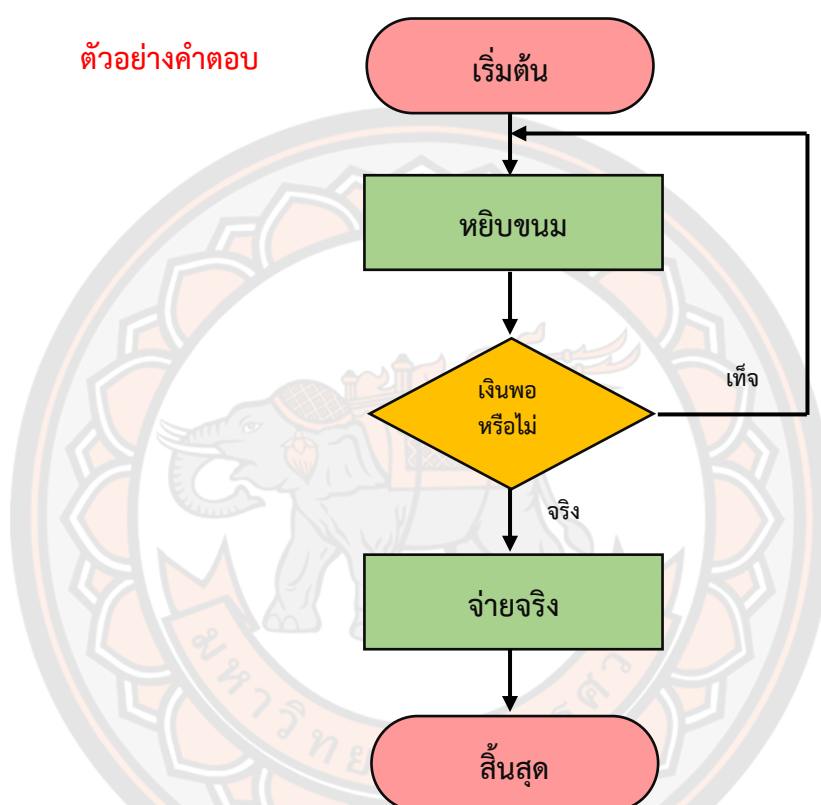 ตัวอย่างคำตอบ
เริ่มต้น
หยิบขนม
เงินพอ
หรือไม่
เท็จ
จริง
จ่ายจริง
สิ้นสุด